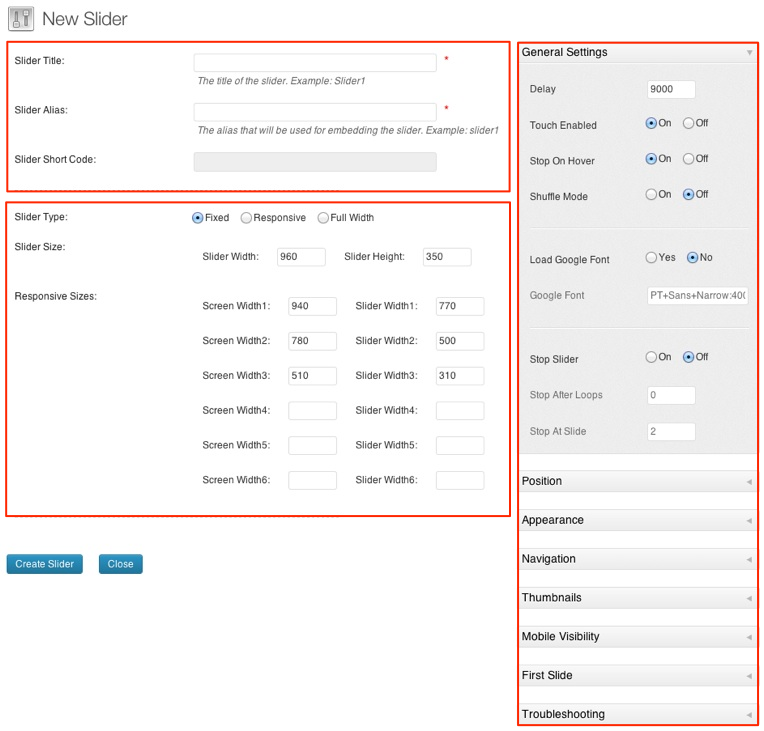 New Slider
Slider Title: *
The title of the slider. Example: Slider1
Slider Alias: *
The alias that will be used for embedding the slider. Example: slider1
Slider Short Code:
Slider Type: Fixed Responsive Full Width
Slider Size:
Slider Width: 960 Slider Height: 350
Responsive Sizes:
Screen Width1: 940 Slider Width1: 770
Screen Width2: 780 Slider Width2: 500
Screen Width3: 510 Slider Width3: 310
Screen Width4: Slider Width4:
Screen Width5: Slider Width5:
Screen Width6: Slider Width6:
Create Slider Close
General Settings
Delay 9000
Touch Enabled On Off
Stop On Hover On Off
Shuffle Mode On Off
Load Google Font Yes No
Google Font PT+Sans+Narrow:400
Stop Slider On Off
Stop After Loops 0
Stop At Slide 2
Position
Appearance
Navigation
Thumbnails
Mobile Visibility
First Slide
Troubleshooting